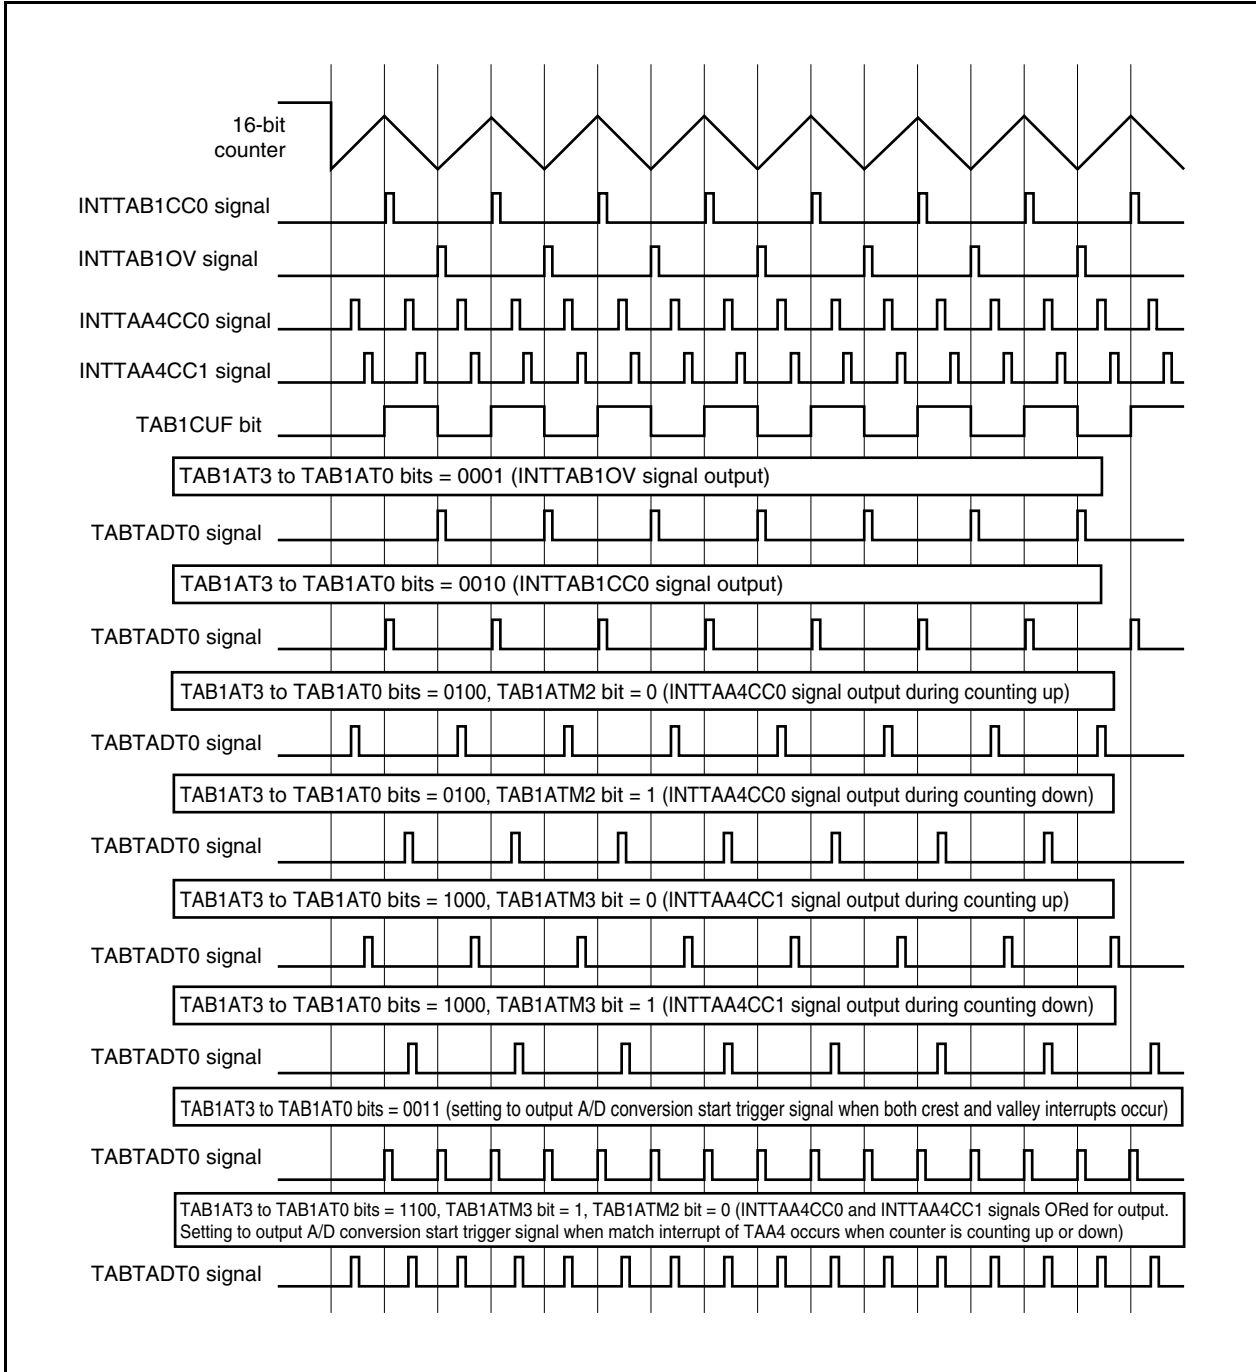 16-bit
counter
INTTAB1CC0 signal
INTTAB1OV signal
INTTAA4CC0 signal
INTTAA4CC1 signal
TAB1CUF bit
TAB1AT3 to TAB1AT0 bits = 0001 (INTTAB1OV signal output)
TABTADT0 signal
TAB1AT3 to TAB1AT0 bits = 0010 (INTTAB1CC0 signal output)
TABTADT0 signal
TAB1AT3 to TAB1AT0 bits = 0100, TAB1ATM2 bit = 0 (INTTAA4CC0 signal output during counting up)
TABTADT0 signal
TAB1AT3 to TAB1AT0 bits = 0100, TAB1ATM2 bit = 1 (INTTAA4CC0 signal output during counting down)
TABTADT0 signal
TAB1AT3 to TAB1AT0 bits = 1000, TAB1ATM3 bit = 0 (INTTAA4CC1 signal output during counting up)
TABTADT0 signal
TAB1AT3 to TAB1AT0 bits = 1000, TAB1ATM3 bit = 1 (INTTAA4CC1 signal output during counting down)
TABTADT0 signal
TAB1AT3 to TAB1AT0 bits = 0011 (setting to output A/D conversion start trigger signal when both crest and valley interrupts occur)
TABTADT0 signal
TAB1AT3 to TAB1AT0 bits = 1100, TAB1ATM3 bit = 1, TAB1ATM2 bit = 0 (INTTAA4CC0 and INTTAA4CC1 signals ORed for output.
Setting to output A/D conversion start trigger signal when match interrupt of TAA4 occurs when counter is counting up or down)
TABTADT0 signal